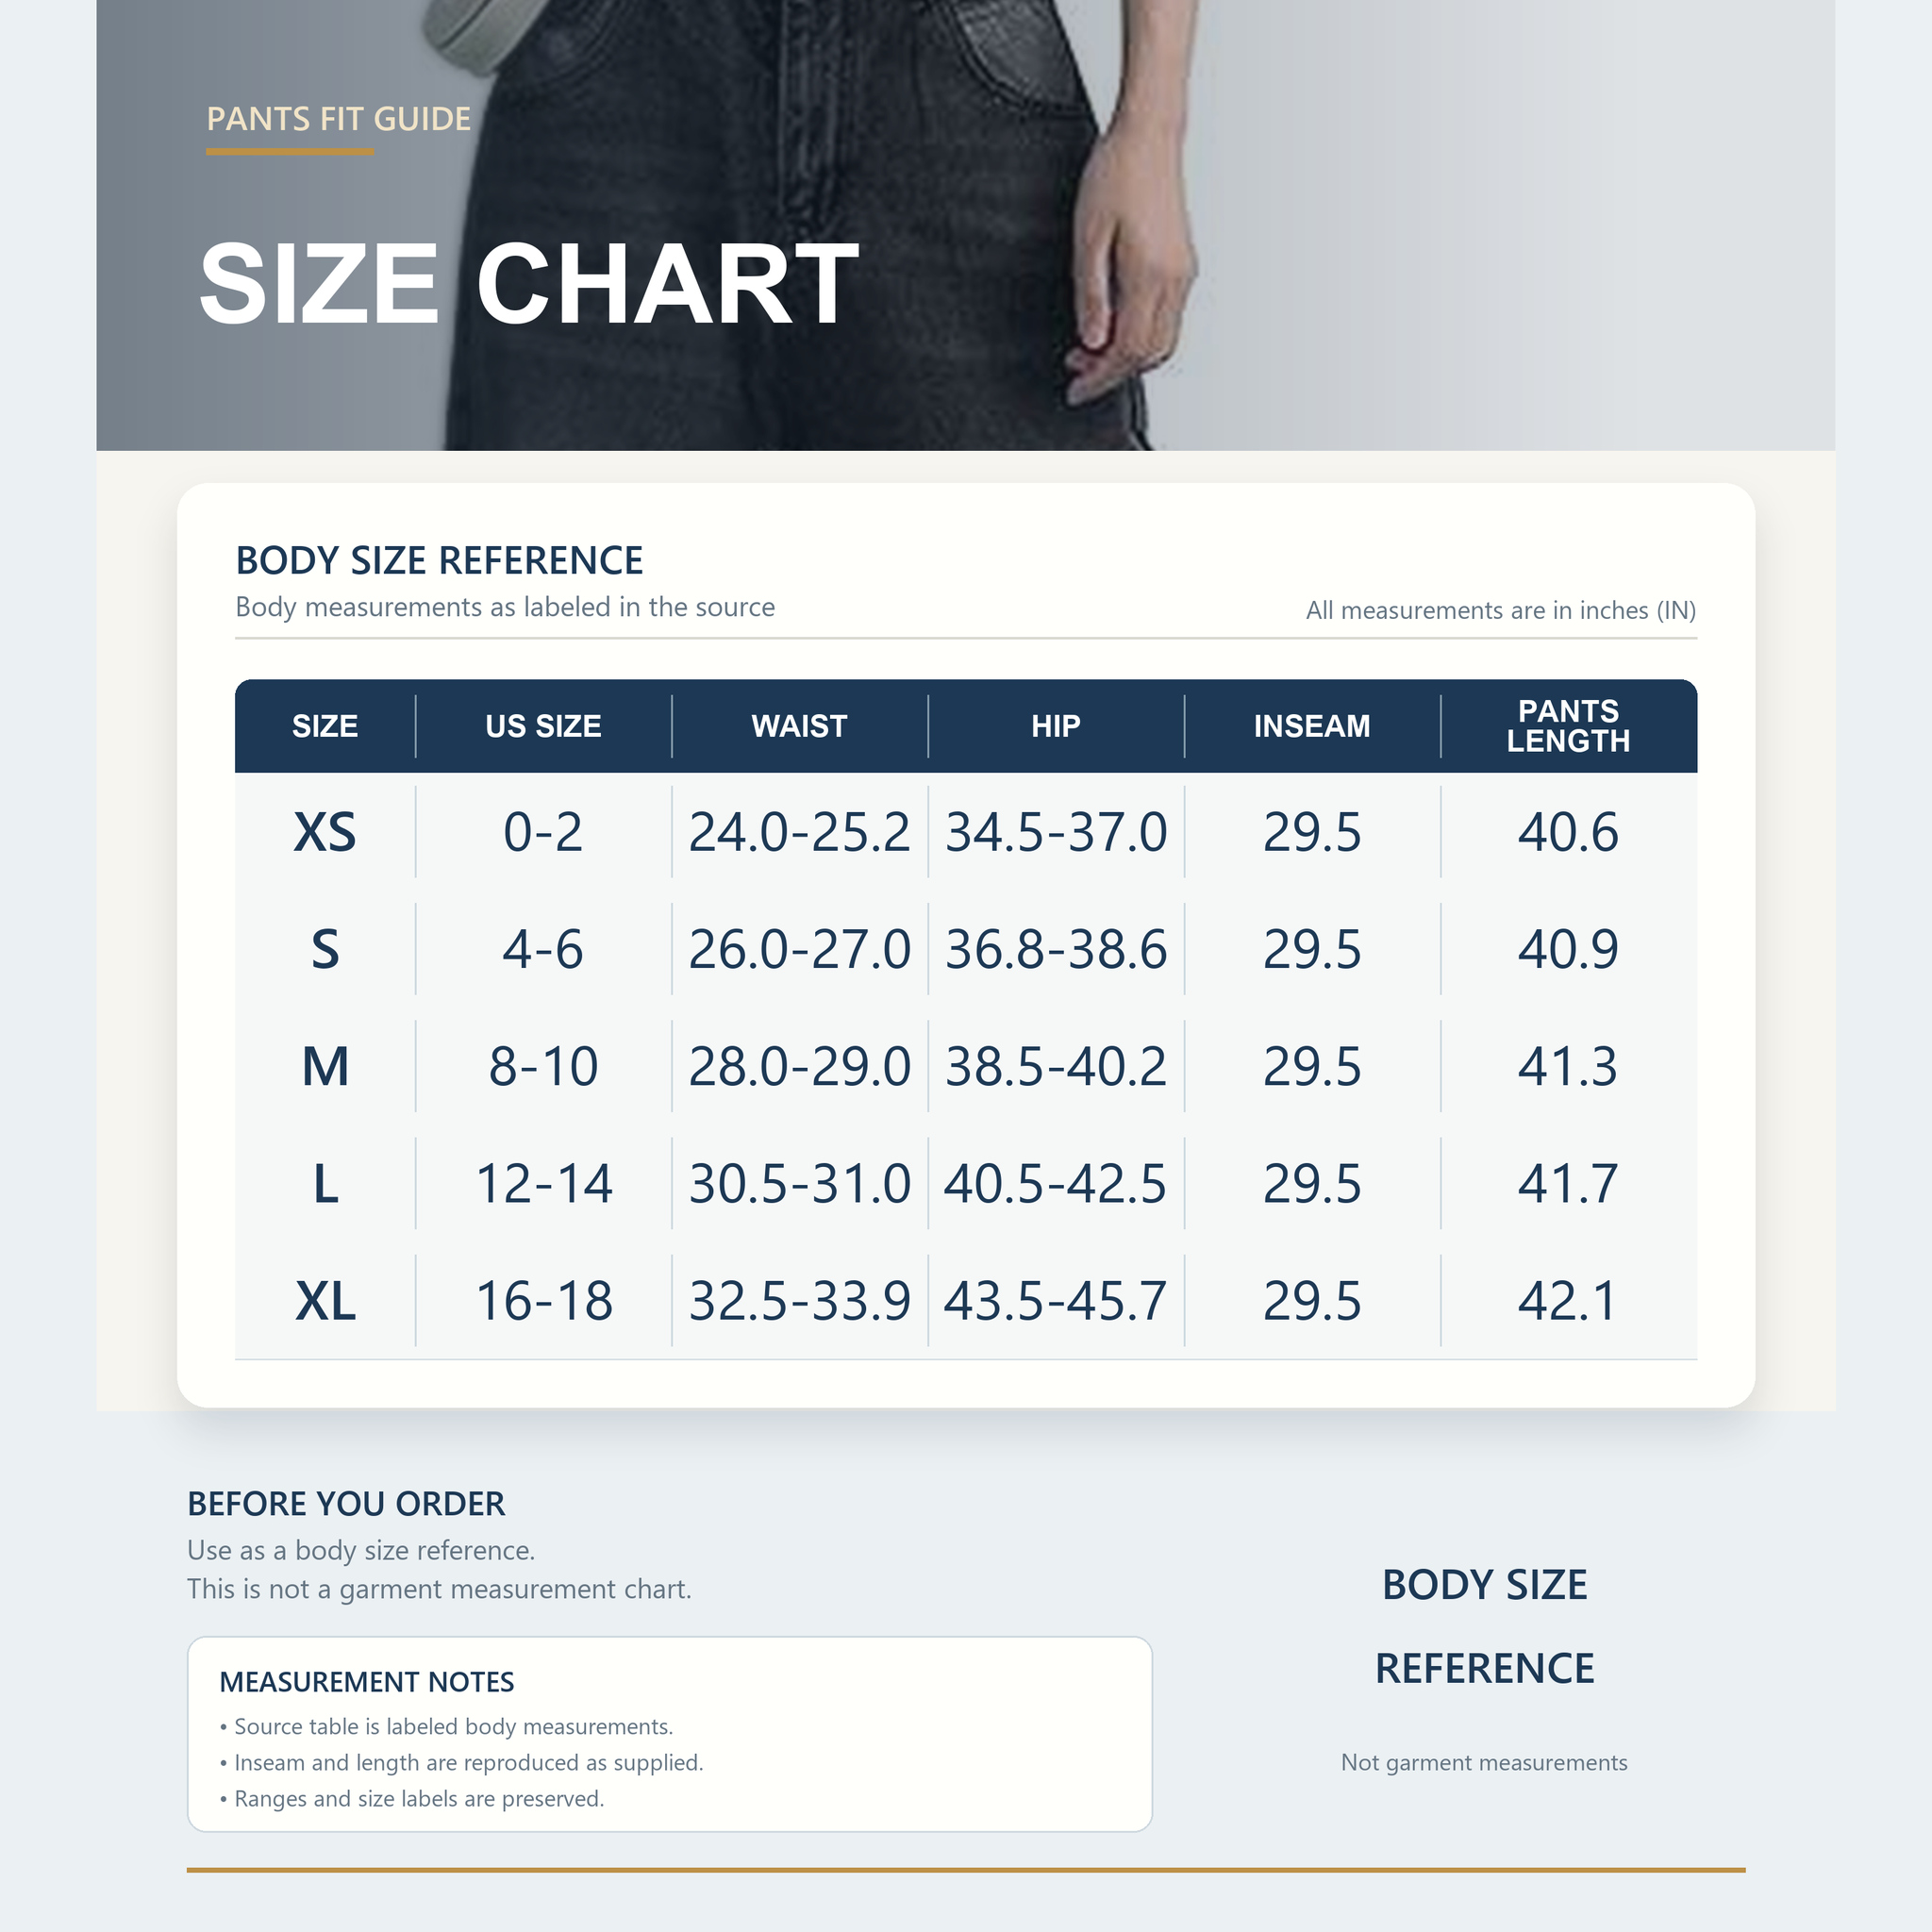 PANTS FIT GUIDE
SIZE CHART
BODY SIZE REFERENCE
Body measurements as labeled in the source
All measurements are in inches (IN)
SIZE US SIZE WAIST HIP INSEAM PANTS LENGTH
XS 0-2 24.0-25.2 34.5-37.0 29.5 40.6
S 4-6 26.0-27.0 36.8-38.6 29.5 40.9
M 8-10 28.0-29.0 38.5-40.2 29.5 41.3
L 12-14 30.5-31.0 40.5-42.5 29.5 41.7
XL 16-18 32.5-33.9 43.5-45.7 29.5 42.1
BEFORE YOU ORDER
Use as a body size reference.
This is not a garment measurement chart.
MEASUREMENT NOTES
• Source table is labeled body measurements.
• Inseam and length are reproduced as supplied.
• Ranges and size labels are preserved.
BODY SIZE
REFERENCE
Not garment measurements